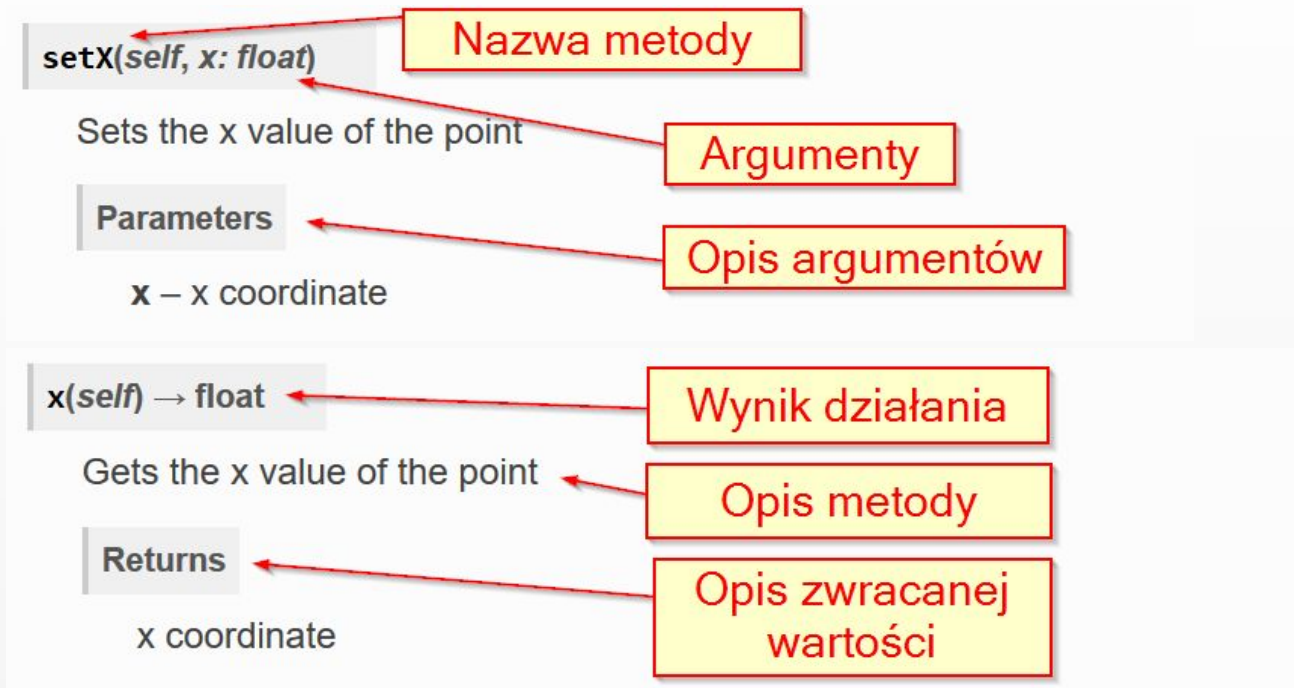 setX(self, x: float)
Nazwa metody
Sets the x value of the point
Argumenty
Parameters
Opis argumentów
x – x coordinate
x(self) → float
Wynik działania
Gets the x value of the point
Opis metody
Returns
Opis zwracanej
wartości
x coordinate